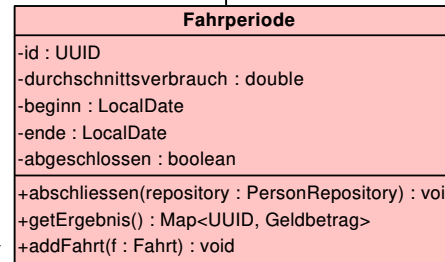 Fahrperiode
-id : UUID
-durchschnittsverbrauch : double
-beginn : LocalDate
-ende : LocalDate
-abgeschlossen : boolean
+abschliessen(repository : PersonRepository) : voi
+getErgebnis() : Map<UUID, Geldbetrag>
+addFahrt(f : Fahrt) : void